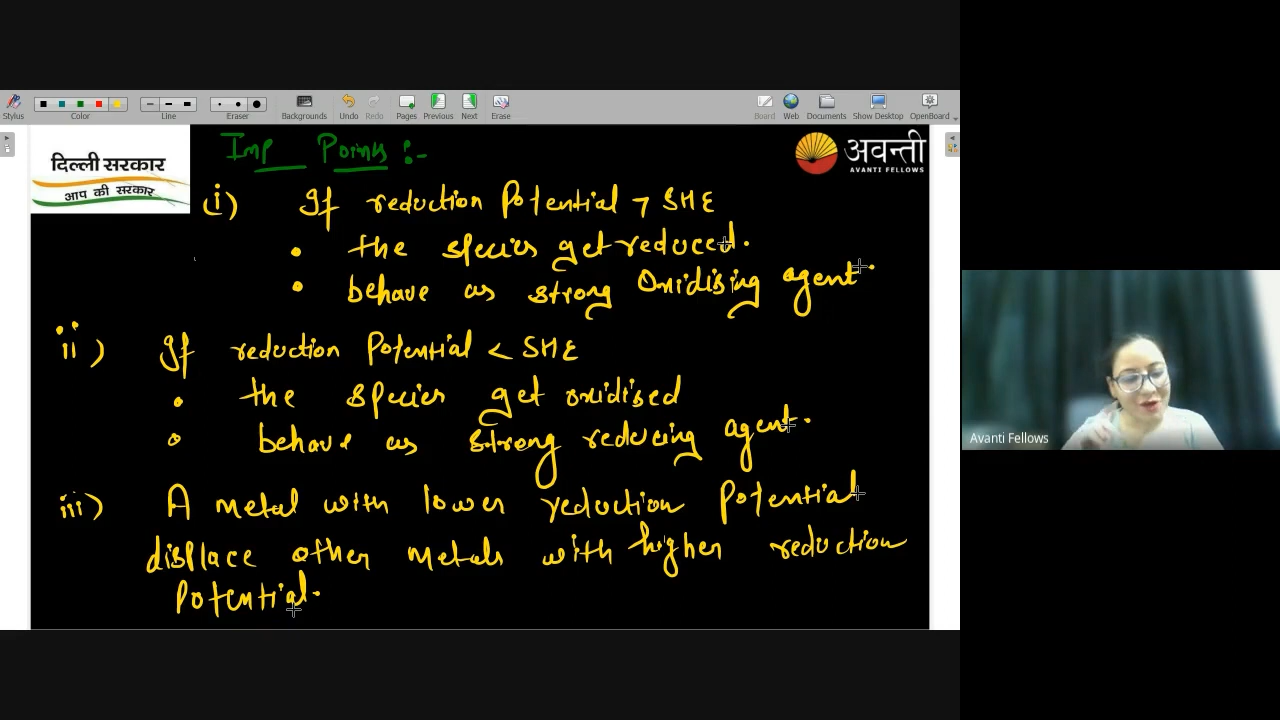 Stylus
Color
Line
Eraser
Backgrounds
Undo
Redo
Pages
Previous
Next
Erase
Board
Web
Documents
Show Desktop
OpenBoard
दिल्ली सरकार
आप की सरकार
अवन्ती
AVANTI FELLOWS
Imp Points :-
(i) If reduction Potential > SHE
• the species get reduced.
• behave as strong Oxidising agent.
ii) If reduction Potential < SHE
• the species get oxidised
• behave as strong reducing agent.
iii) A metal with lower reduction Potential
displace other metals with higher reduction
Potential.
Avanti Fellows